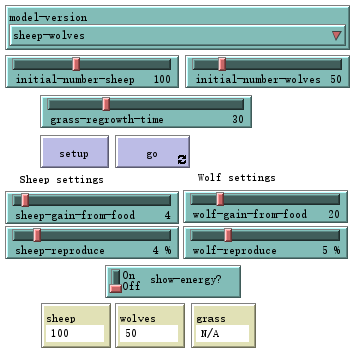 model-version
sheep-wolves
initial-number-sheep 100 initial-number-wolves 50
grass-regrowth-time 30
setup go
Sheep settings Wolf settings
sheep-gain-from-food 4 wolf-gain-from-food 20
sheep-reproduce 4 % wolf-reproduce 5 %
On
Off show-energy?
sheep wolves grass
100 50 N/A